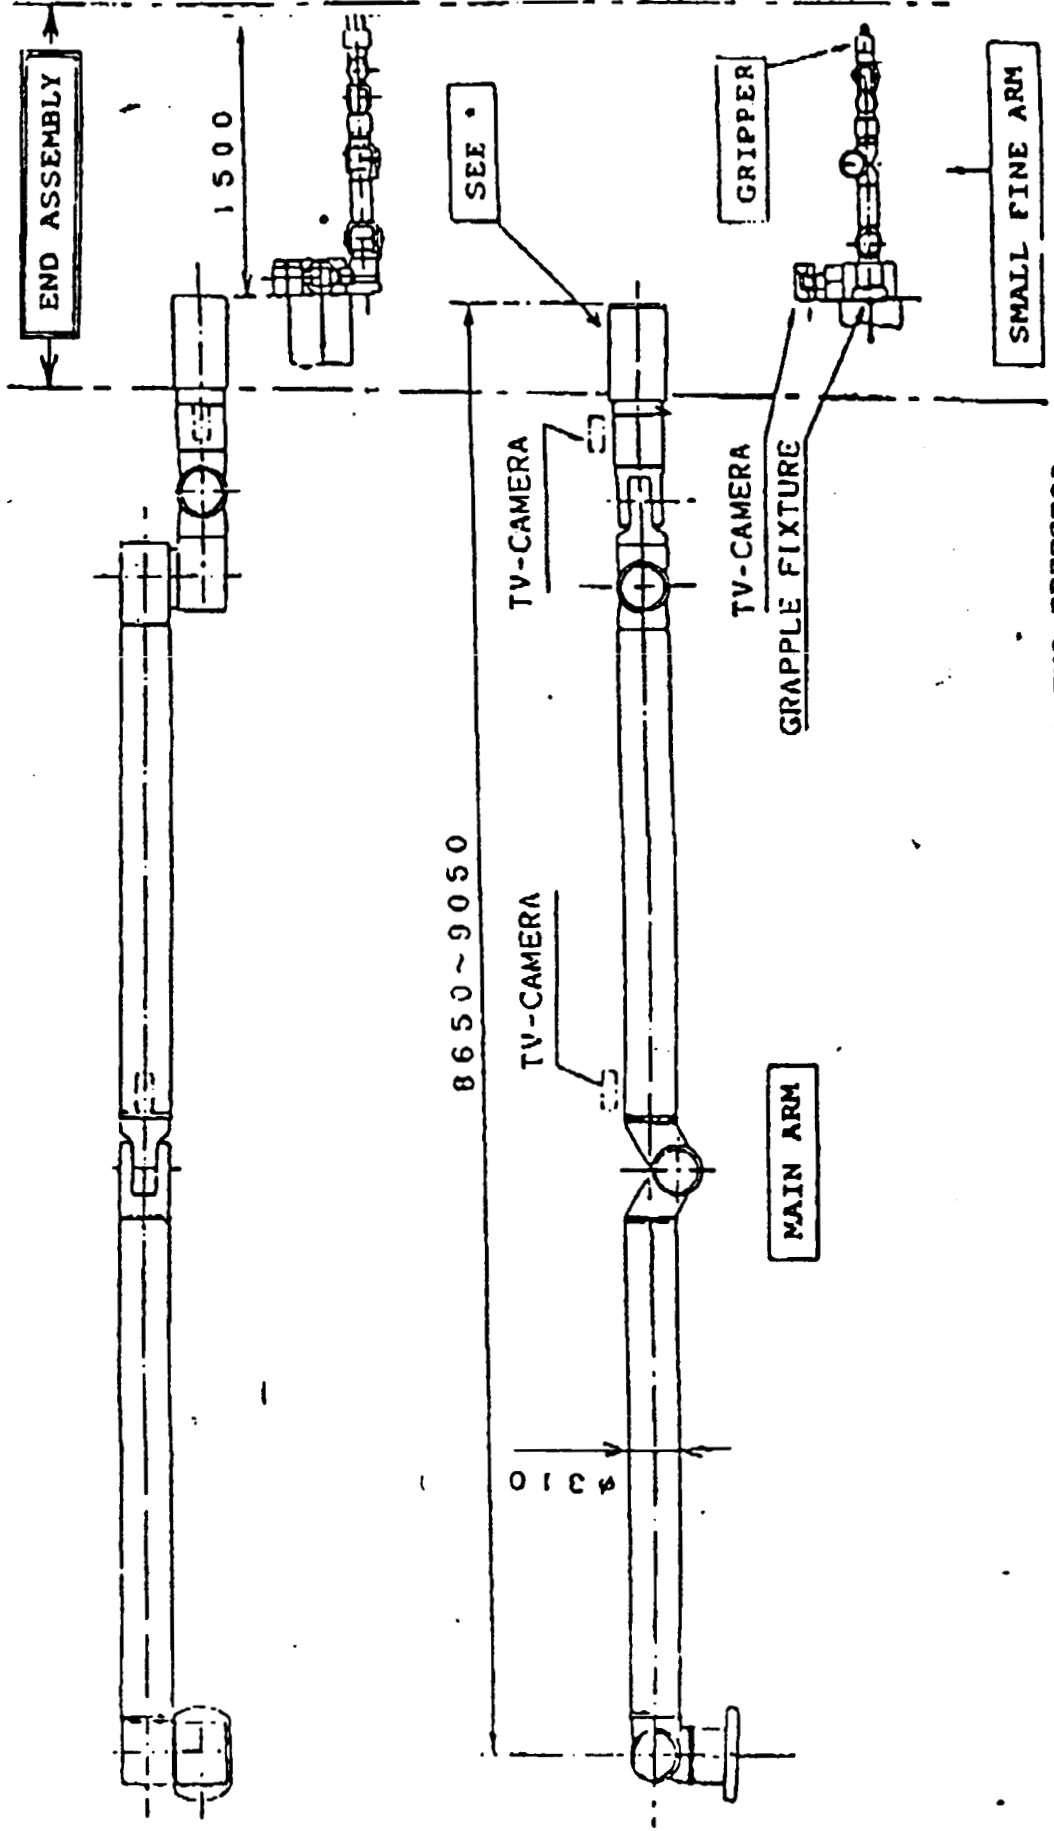 END ASSEMBLY
1500
SEE *
GRIPPER
SMALL FINE ARM
TV-CAMERA
TV-CAMERA
GRAPPLE FIXTURE
8650~9050
TV-CAMERA
MAIN ARM
φ310